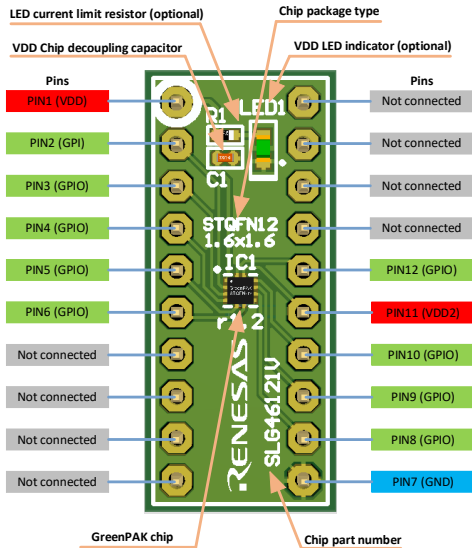 LED current limit resistor (optional)
Chip package type
VDD Chip decoupling capacitor
VDD LED indicator (optional)
Pins
Pins
PIN1 (VDD)
Not connected
PIN2 (GPI)
Not connected
PIN3 (GPIO)
Not connected
PIN4 (GPIO)
Not connected
PIN5 (GPIO)
PIN12 (GPIO)
PIN6 (GPIO)
PIN11 (VDD2)
Not connected
PIN10 (GPIO)
Not connected
PIN9 (GPIO)
Not connected
PIN8 (GPIO)
Not connected
PIN7 (GND)
R1
LED1
C1
STQFN12
1.6x1.6
IC1
GreenPAK
r1.2
RENESAS
SLG46121V
GreenPAK chip
Chip part number